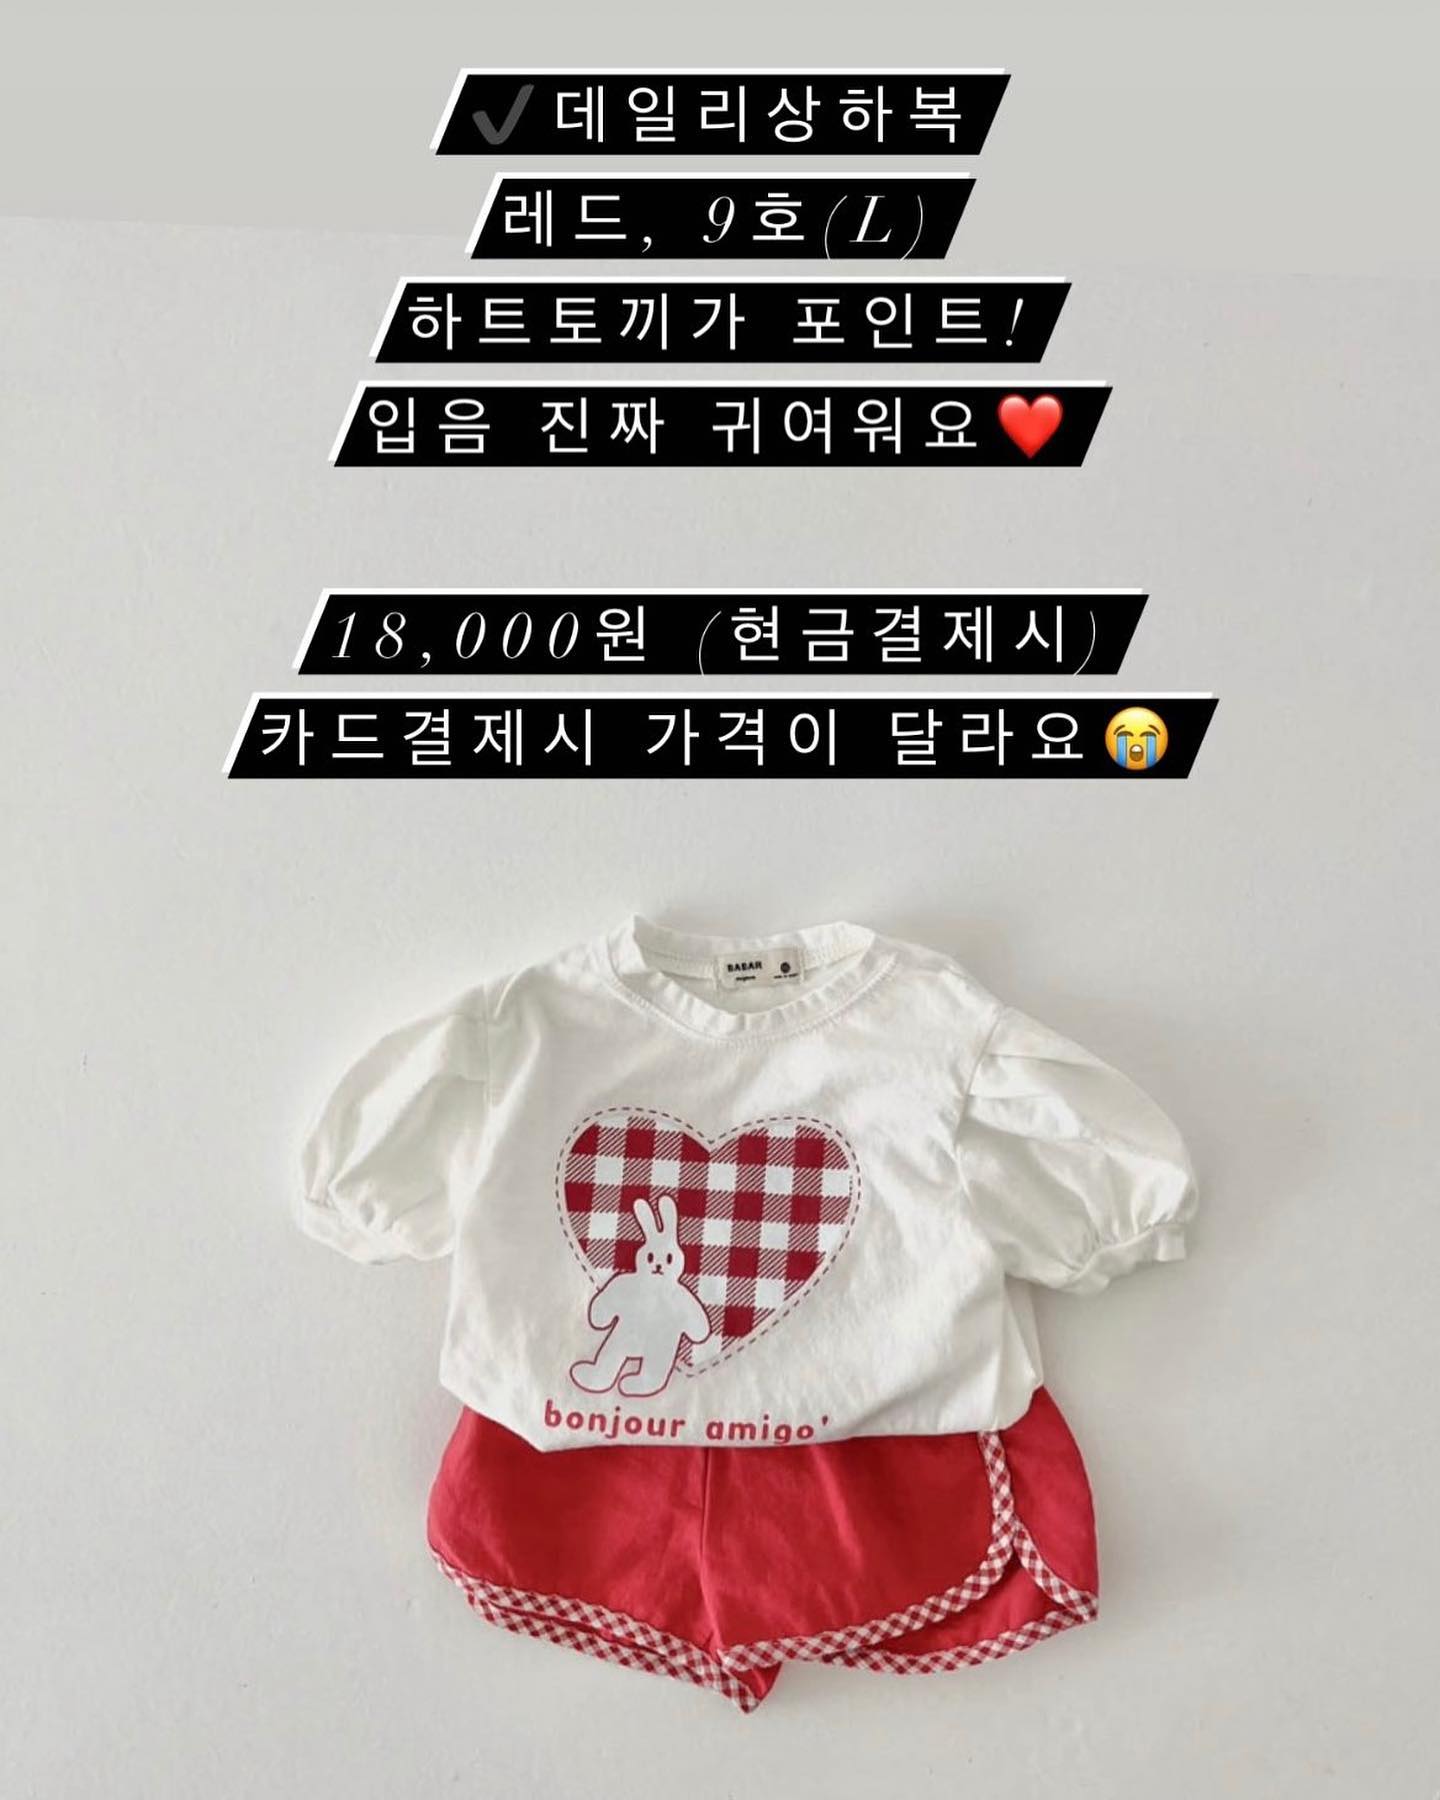 ✔데일리상하복
레드, 9호(L)
하트토끼가 포인트!
입음 진짜 귀여워요❤️
18,000원 (현금결제시)
카드결제시 가격이 달라요😭
BABAR
bonjour amigo'